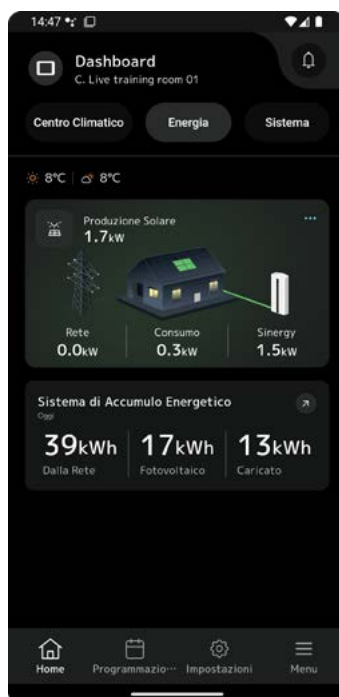 14:47
Dashboard
C. Live training room 01
Centro Climatico Energia Sistema
8°C 8°C
Produzione Solare
1.7kW
Rete Consumo Sinergy
0.0kW 0.3kW 1.5kW
Sistema di Accumulo Energetico
Oggi
39kWh 17kWh 13kWh
Dalla Rete Fotovoltaico Caricato
Home Programmazio··· Impostazioni Menu